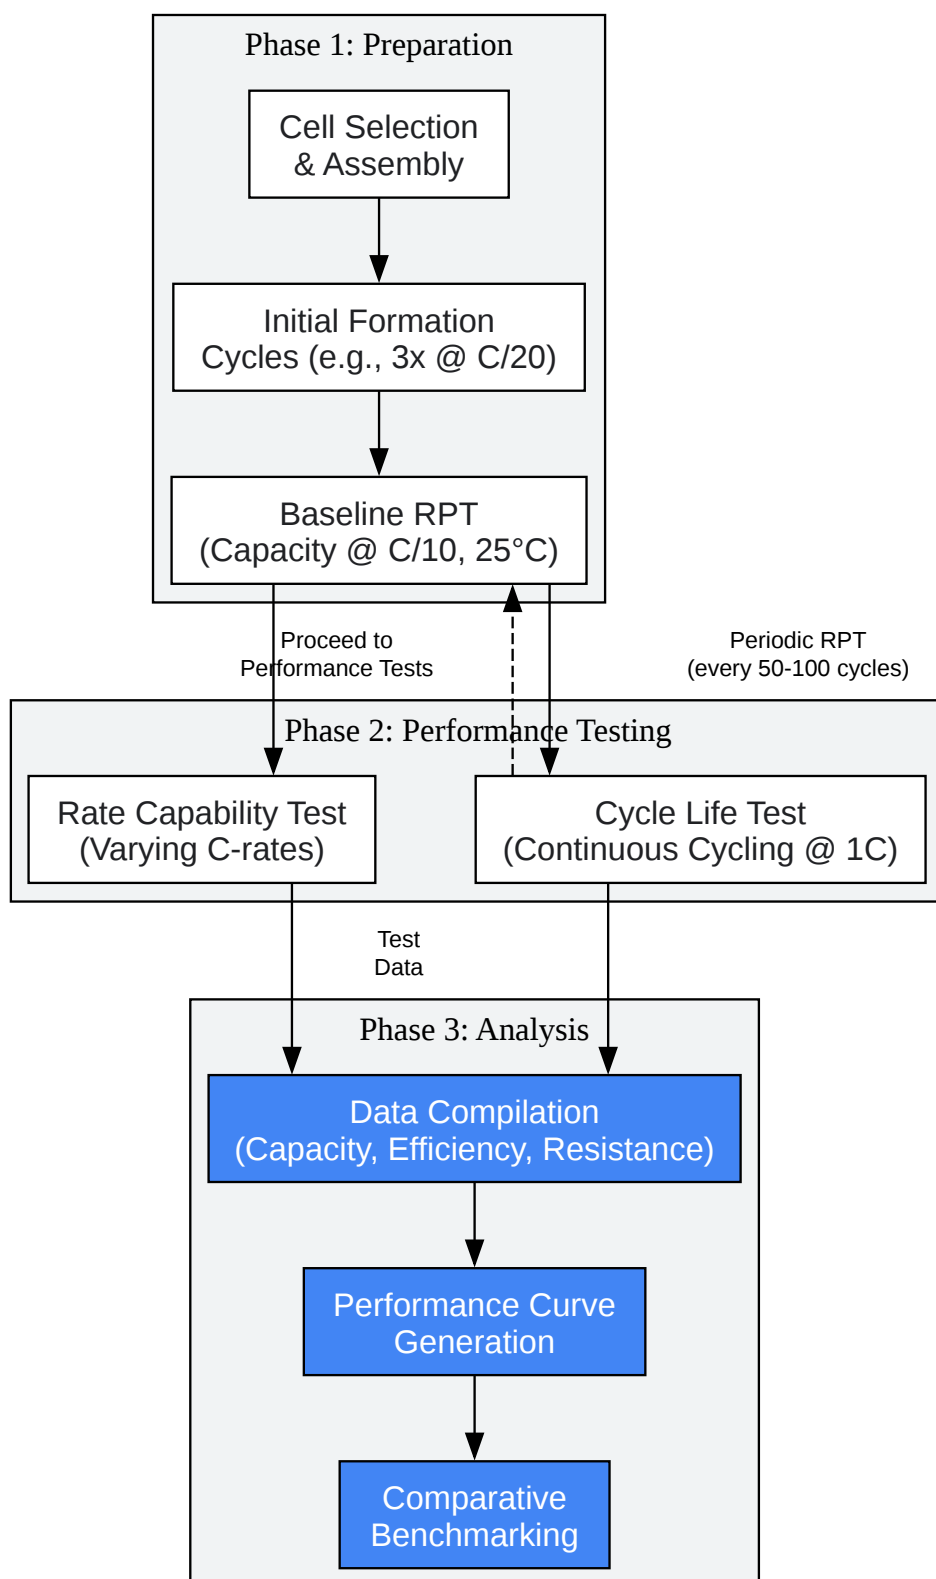 Phase 1: Preparation
Cell Selection
& Assembly
Initial Formation
Cycles (e.g., 3x @ C/20)
Baseline RPT
(Capacity @ C/10, 25°C)
Proceed to
Performance Tests
Periodic RPT
(every 50-100 cycles)
Phase 2: Performance Testing
Rate Capability Test
(Varying C-rates)
Cycle Life Test
(Continuous Cycling @ 1C)
Test
Data
Phase 3: Analysis
Data Compilation
(Capacity, Efficiency, Resistance)
Performance Curve
Generation
Comparative
Benchmarking